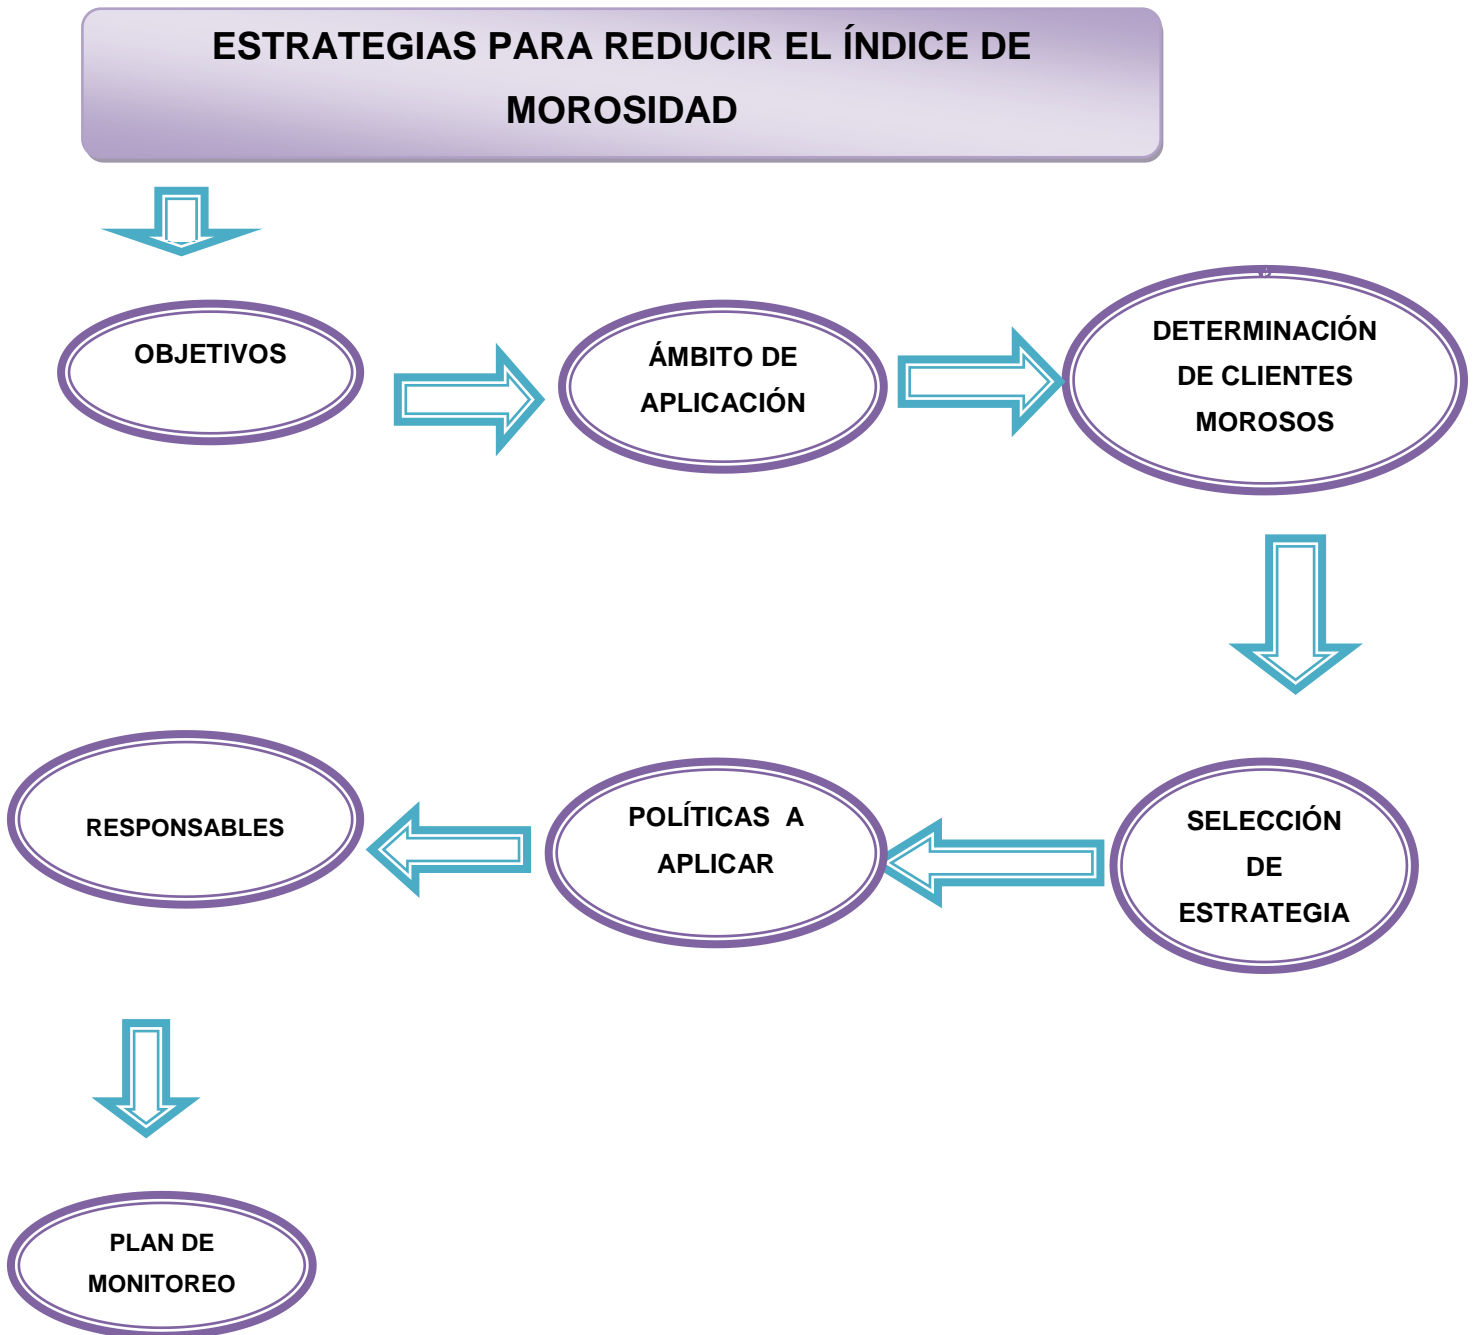 ESTRATEGIAS PARA REDUCIR EL ÍNDICE DE
MOROSIDAD
OBJETIVOS
ÁMBITO DE
APLICACIÓN
DETERMINACIÓN
DE CLIENTES
MOROSOS
SELECCIÓN
DE
ESTRATEGIA
POLÍTICAS A
APLICAR
RESPONSABLES
PLAN DE
MONITOREO